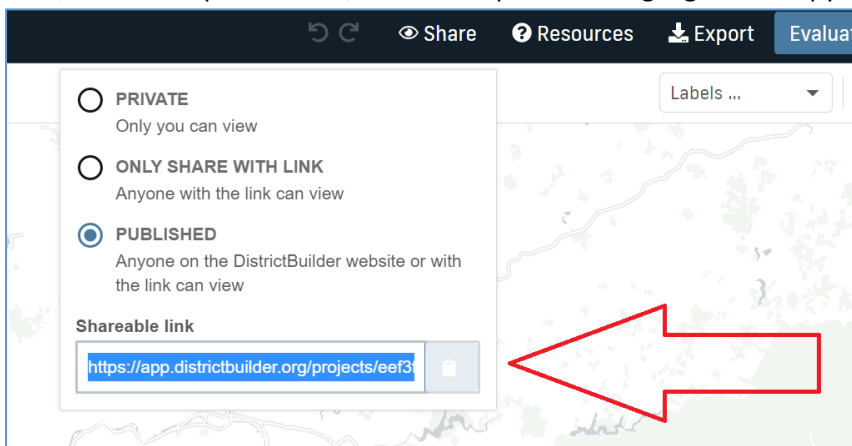 Share
Resources
Export
Labels ...
PRIVATE
Only you can view
ONLY SHARE WITH LINK
Anyone with the link can view
PUBLISHED
Anyone on the DistrictBuilder website or with
the link can view
Shareable link
https://app.districtbuilder.org/projects/eef3